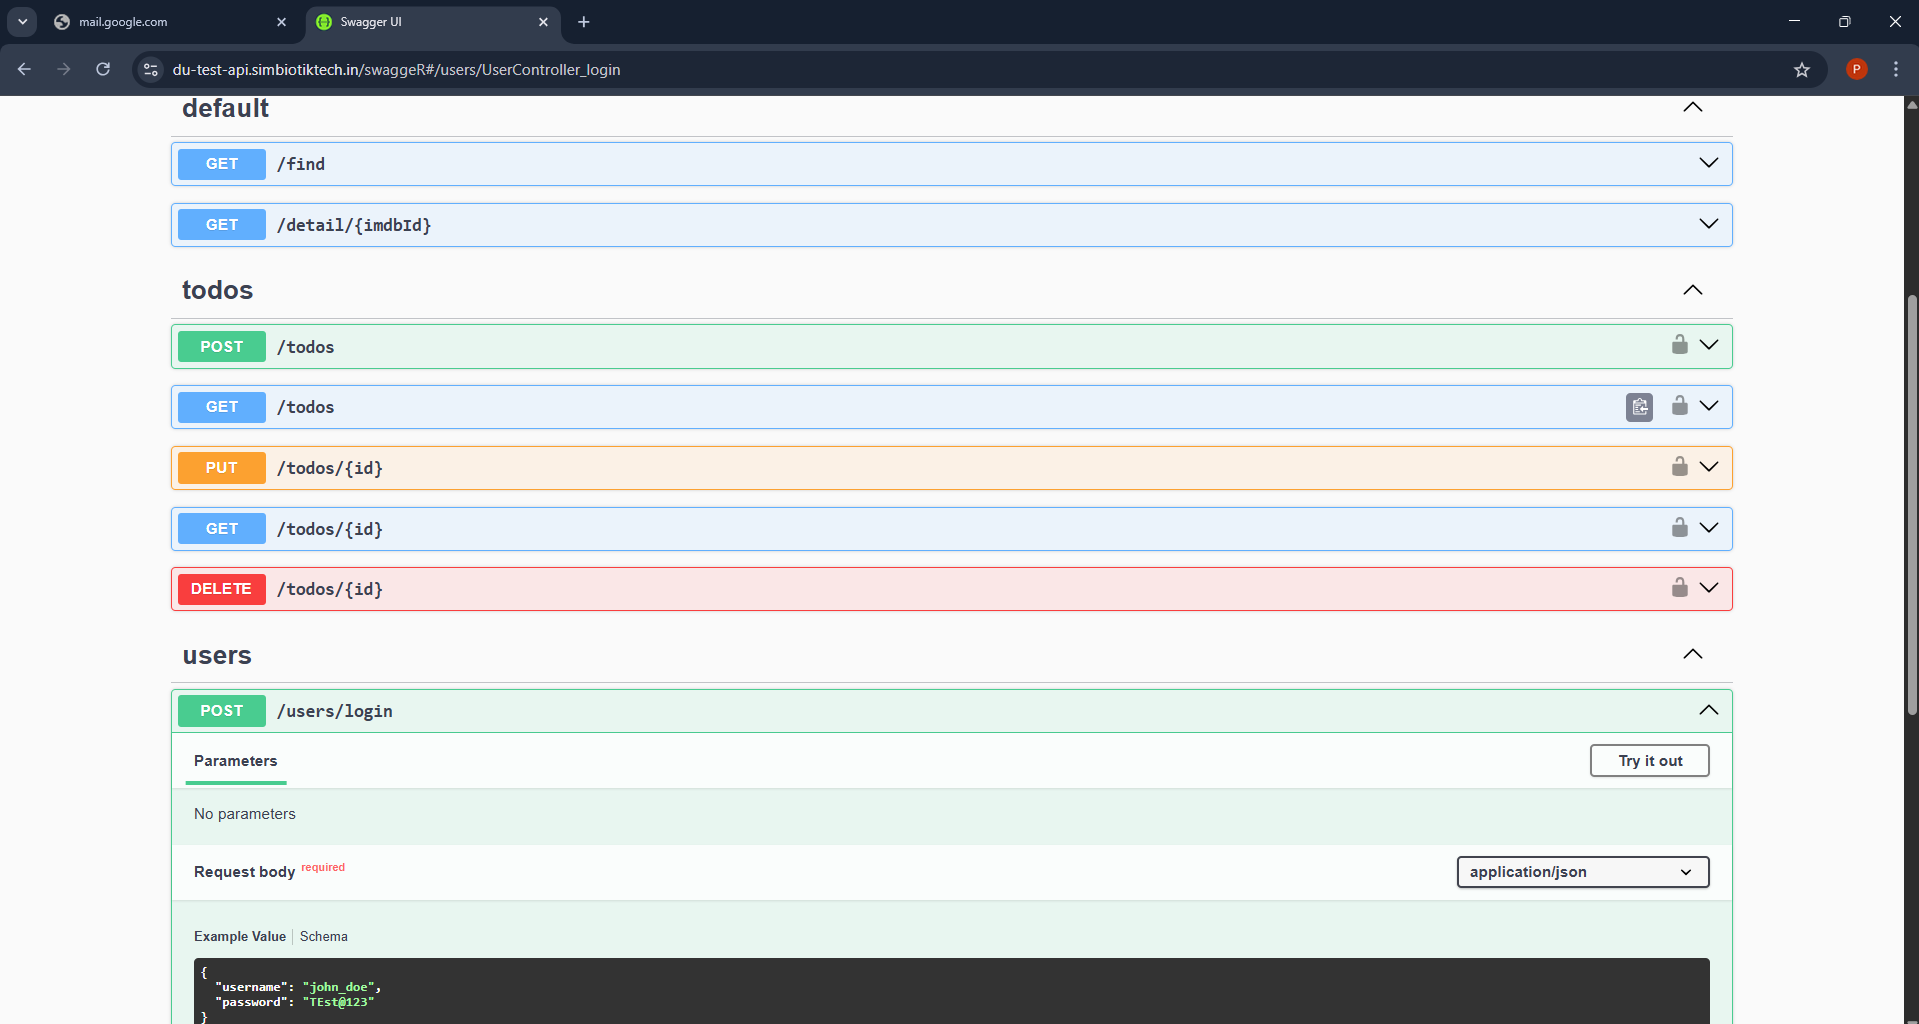 mail.google.com
Swagger UI
du-test-api.simbiotiktech.in/swaggeR#/users/UserController_login
P
default
GET /find
GET /detail/{imdbId}
todos
POST /todos
GET /todos
PUT /todos/{id}
GET /todos/{id}
DELETE /todos/{id}
users
POST /users/login
Parameters
Try it out
No parameters
Request body required
application/json
Example Value Schema
{
"username": "john_doe",
"password": "TEst@123"
}